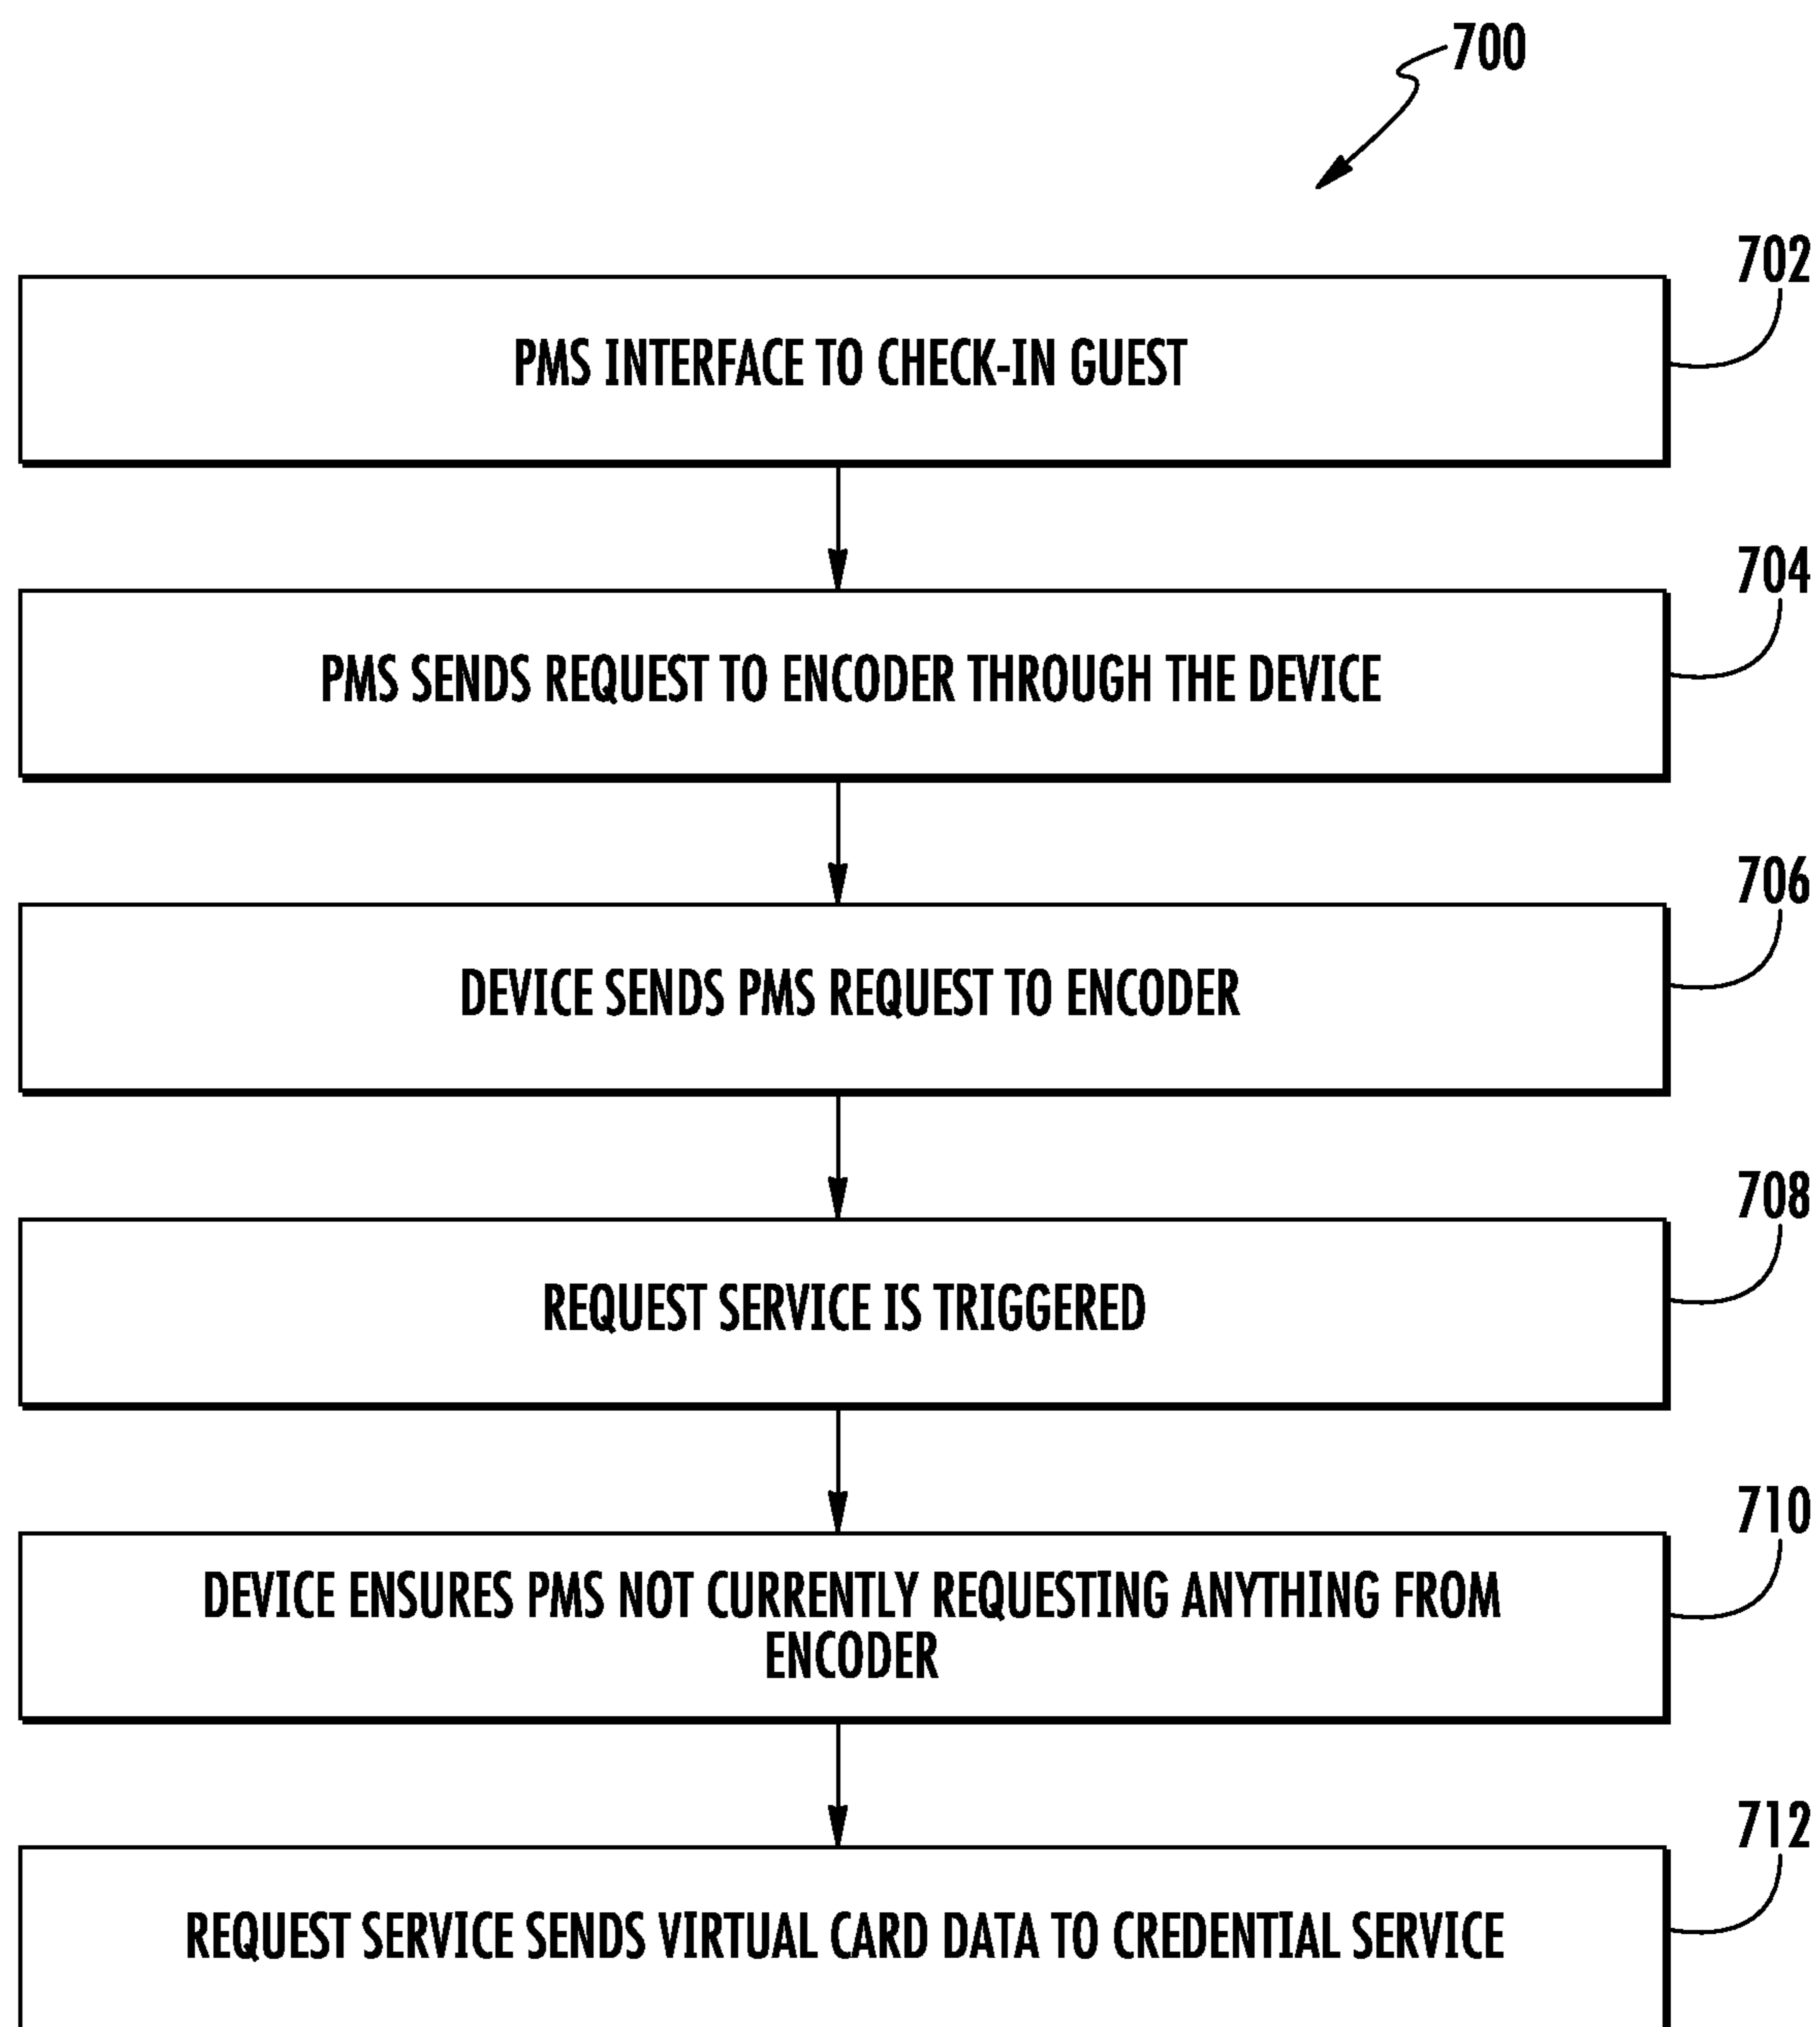 700
702
PMS INTERFACE TO CHECK-IN GUEST
704
PMS SENDS REQUEST TO ENCODER THROUGH THE DEVICE
706
DEVICE SENDS PMS REQUEST TO ENCODER
708
REQUEST SERVICE IS TRIGGERED
710
DEVICE ENSURES PMS NOT CURRENTLY REQUESTING ANYTHING FROM
ENCODER
712
REQUEST SERVICE SENDS VIRTUAL CARD DATA TO CREDENTIAL SERVICE